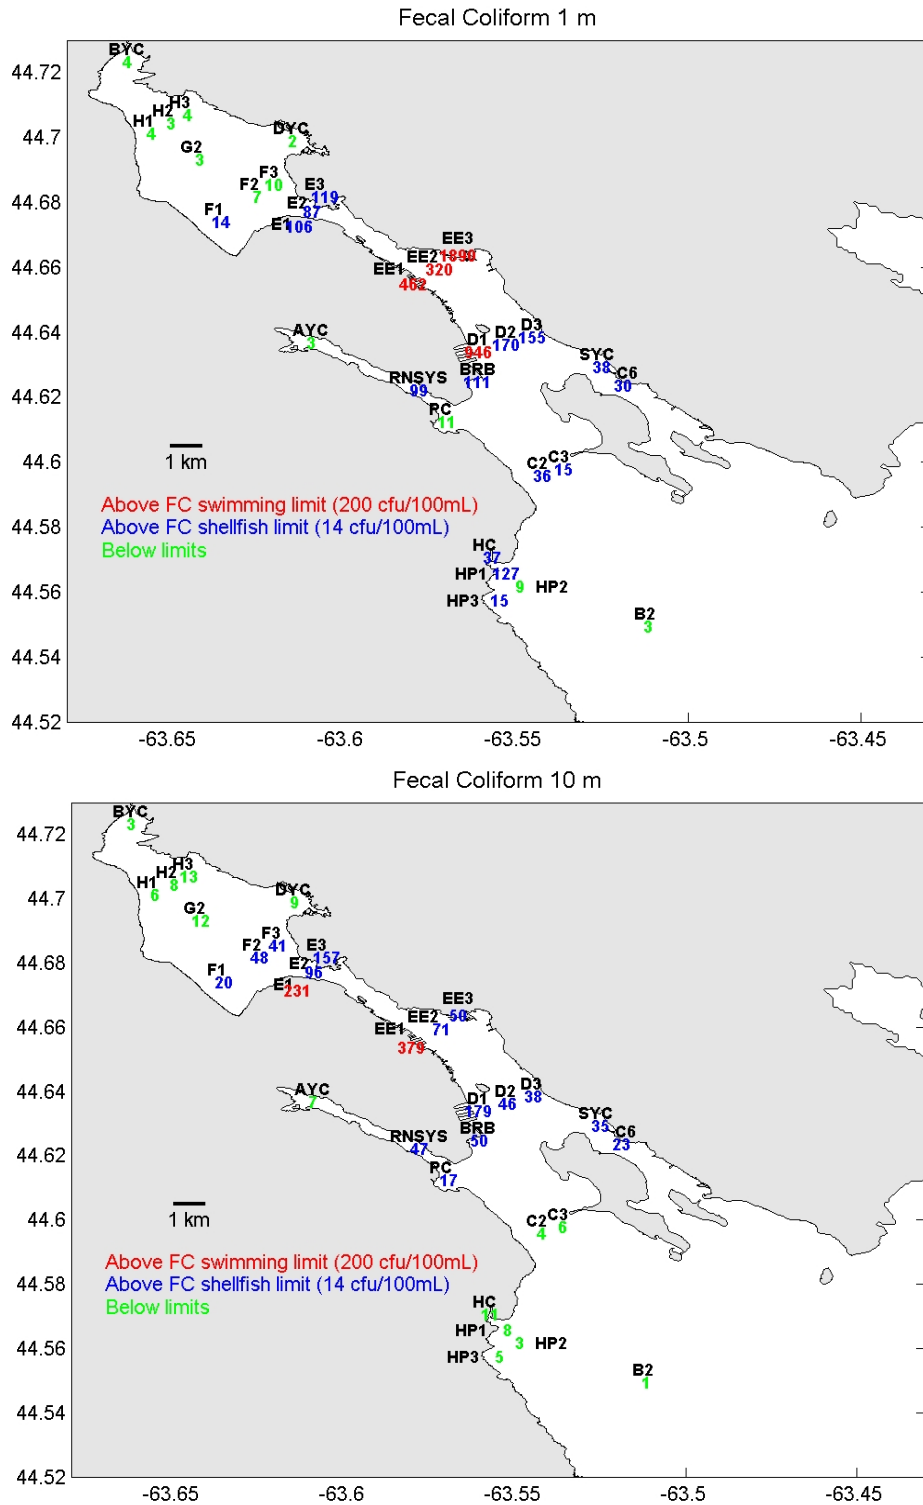 Fecal Coliform 1 m
44.72
44.7
44.68
44.66
44.64
44.62
44.6
44.58
44.56
44.54
44.52
BYC
4
H3
4
H2
3
H1
4
DYC
2
G2
3
F3
10
F2
7
E3
119
E2
87
F1
14
E1
106
EE3
1899
EE2
320
EE1
462
AYC
3
D3
155
D2
170
D1
946
SYC
38
BRB
111
C6
30
RNSYS
99
PC
11
C3
15
C2
36
1 km
Above FC swimming limit (200 cfu/100mL)
Above FC shellfish limit (14 cfu/100mL)
Below limits
HC
37
HP1
127
HP2
9
HP3
15
B2
3
-63.65
-63.6
-63.55
-63.5
-63.45
Fecal Coliform 10 m
44.72
44.7
44.68
44.66
44.64
44.62
44.6
44.58
44.56
44.54
44.52
BYC
3
H3
13
H2
8
H1
6
DYC
9
G2
12
F3
41
F2
48
E3
157
E2
96
F1
20
E1
231
EE3
50
EE2
71
EE1
379
AYC
7
D3
38
D2
46
D1
179
SYC
35
BRB
50
C6
23
RNSYS
47
PC
17
C3
6
C2
4
1 km
Above FC swimming limit (200 cfu/100mL)
Above FC shellfish limit (14 cfu/100mL)
Below limits
HC
11
HP1
8
HP2
3
HP3
5
B2
1
-63.65
-63.6
-63.55
-63.5
-63.45